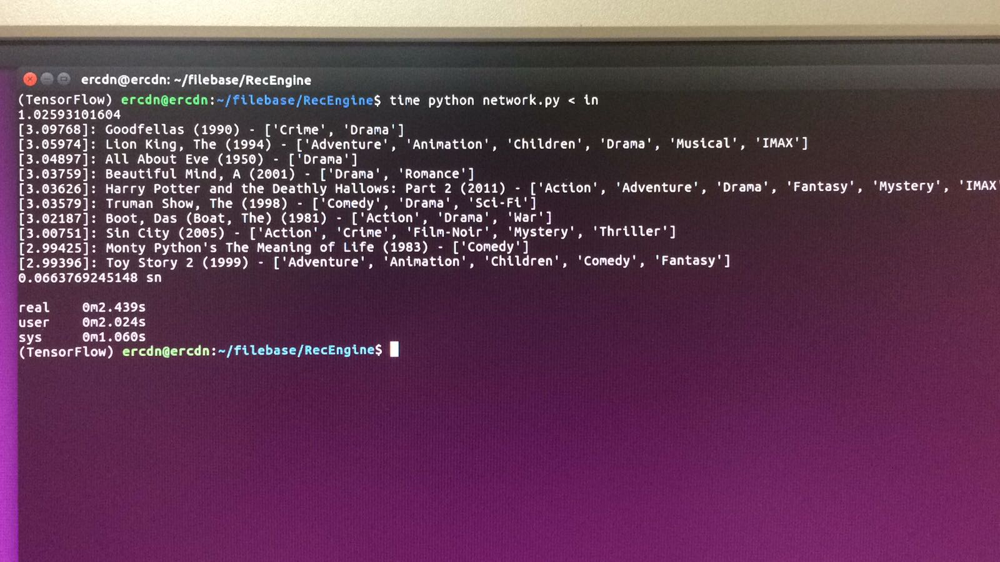 ercdn@ercdn: ~/filebase/RecEngine
(TensorFlow) ercdn@ercdn:~/filebase/RecEngine$ time python network.py < in
1.02593101604
[3.09768]: Goodfellas (1990) - ['Crime', 'Drama']
[3.05974]: Lion King, The (1994) - ['Adventure', 'Animation', 'Children', 'Drama', 'Musical', 'IMAX']
[3.04897]: All About Eve (1950) - ['Drama']
[3.03759]: Beautiful Mind, A (2001) - ['Drama', 'Romance']
[3.03626]: Harry Potter and the Deathly Hallows: Part 2 (2011) - ['Action', 'Adventure', 'Drama', 'Fantasy', 'Mystery', 'IMAX'
[3.03579]: Truman Show, The (1998) - ['Comedy', 'Drama', 'Sci-Fi']
[3.02187]: Boot, Das (Boat, The) (1981) - ['Action', 'Drama', 'War']
[3.00751]: Sin City (2005) - ['Action', 'Crime', 'Film-Noir', 'Mystery', 'Thriller']
[2.99425]: Monty Python's The Meaning of Life (1983) - ['Comedy']
[2.99396]: Toy Story 2 (1999) - ['Adventure', 'Animation', 'Children', 'Comedy', 'Fantasy']
0.0663769245148 sn
real 0m2.439s
user 0m2.024s
sys 0m1.060s
(TensorFlow) ercdn@ercdn:~/filebase/RecEngine$